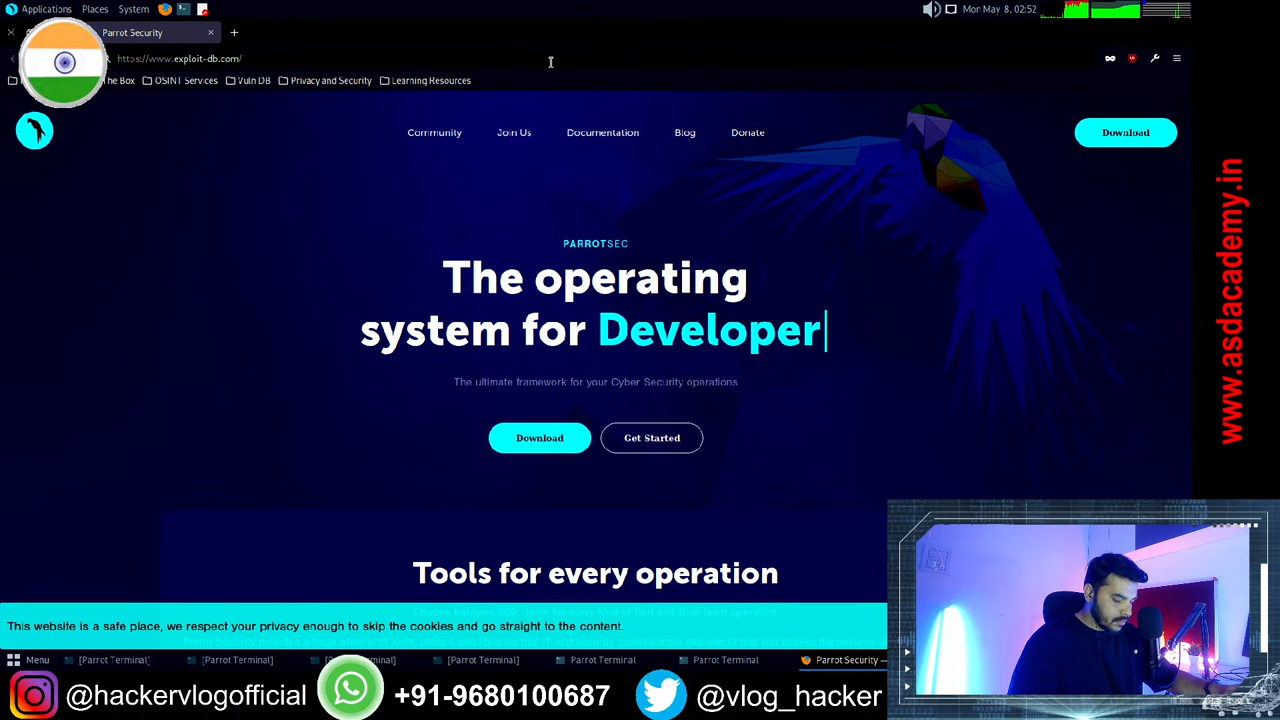 Applications Places System
Mon May 8, 02:52
Parrot Security
https://www.exploit-db.com/
The Box OSINT Services Vuln DB Privacy and Security Learning Resources
Community Join Us Documentation Blog Donate
Download
PARROTSEC
The operating
system for Developer
The ultimate framework for your Cyber Security operations
Download Get Started
www.asdacademy.in
Tools for every operation
This website is a safe place, we respect your privacy enough to skip the cookies and go straight to the content.
Menu [Parrot Terminal] [Parrot Terminal] [Parrot Terminal] Parrot Terminal Parrot Terminal Parrot Security —
@hackervlogofficial +91-9680100687 @vlog_hacker